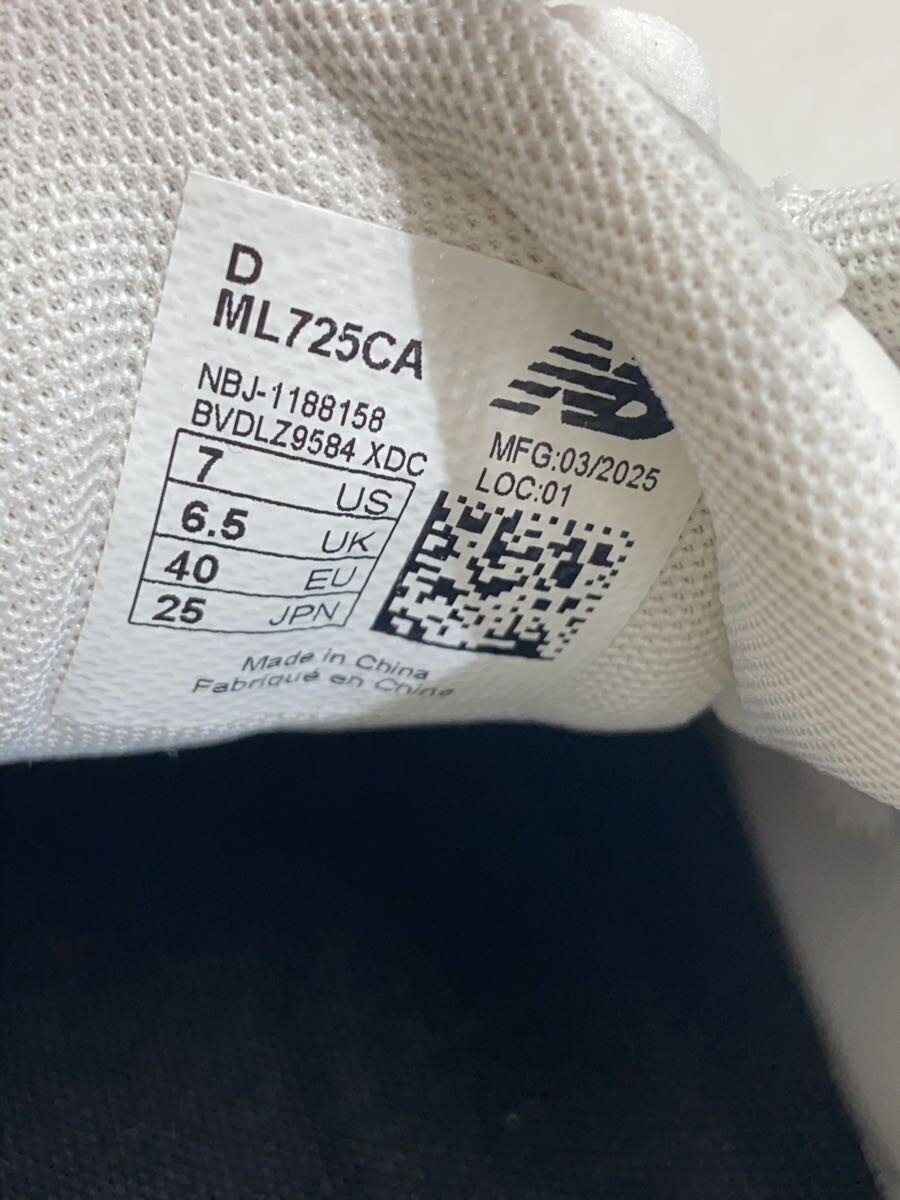 D
ML725CA
NBJ-1188158
BVDLZ9584 XDC
7 US
6.5 UK
40 EU
25 JPN
MFG:03/2025
LOC:01
Made in China
Fabriqué en Chine